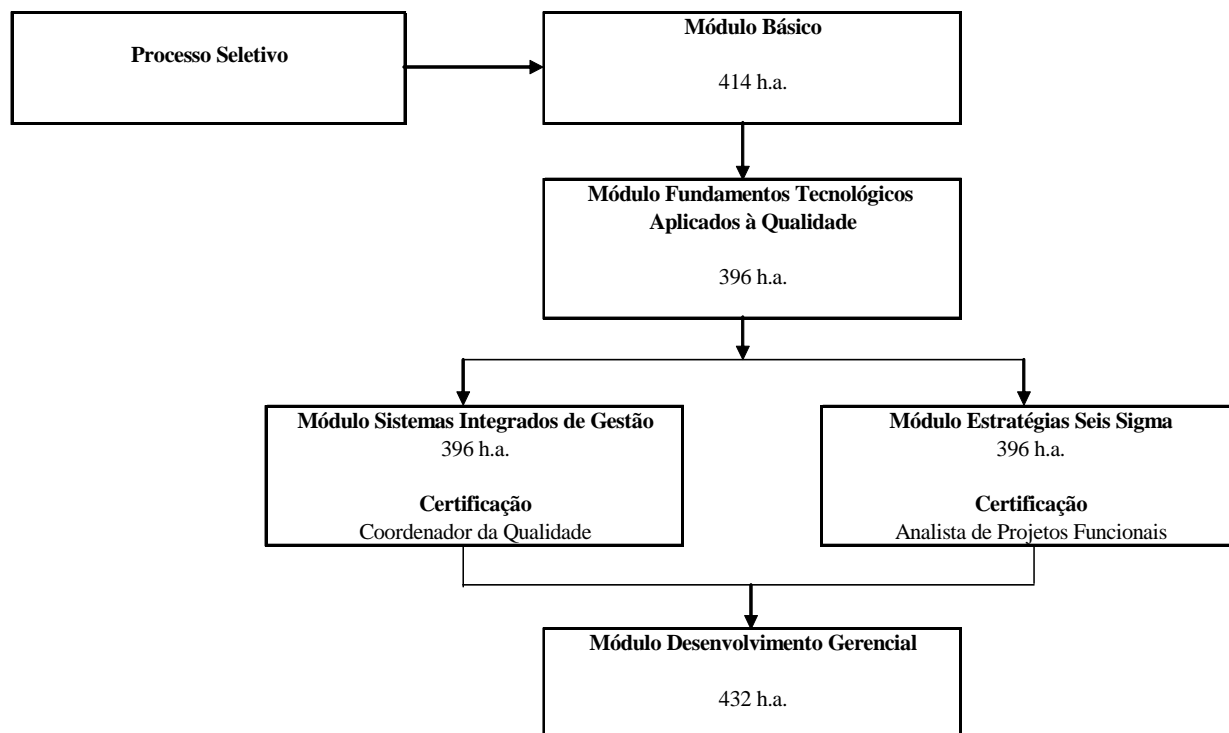 Processo Seletivo
Módulo Básico
414 h.a.
Módulo Fundamentos Tecnológicos
Aplicados à Qualidade
396 h.a.
Módulo Sistemas Integrados de Gestão
396 h.a.
Certificação
Coordenador da Qualidade
Módulo Estratégias Seis Sigma
396 h.a.
Certificação
Analista de Projetos Funcionais
Módulo Desenvolvimento Gerencial
432 h.a.